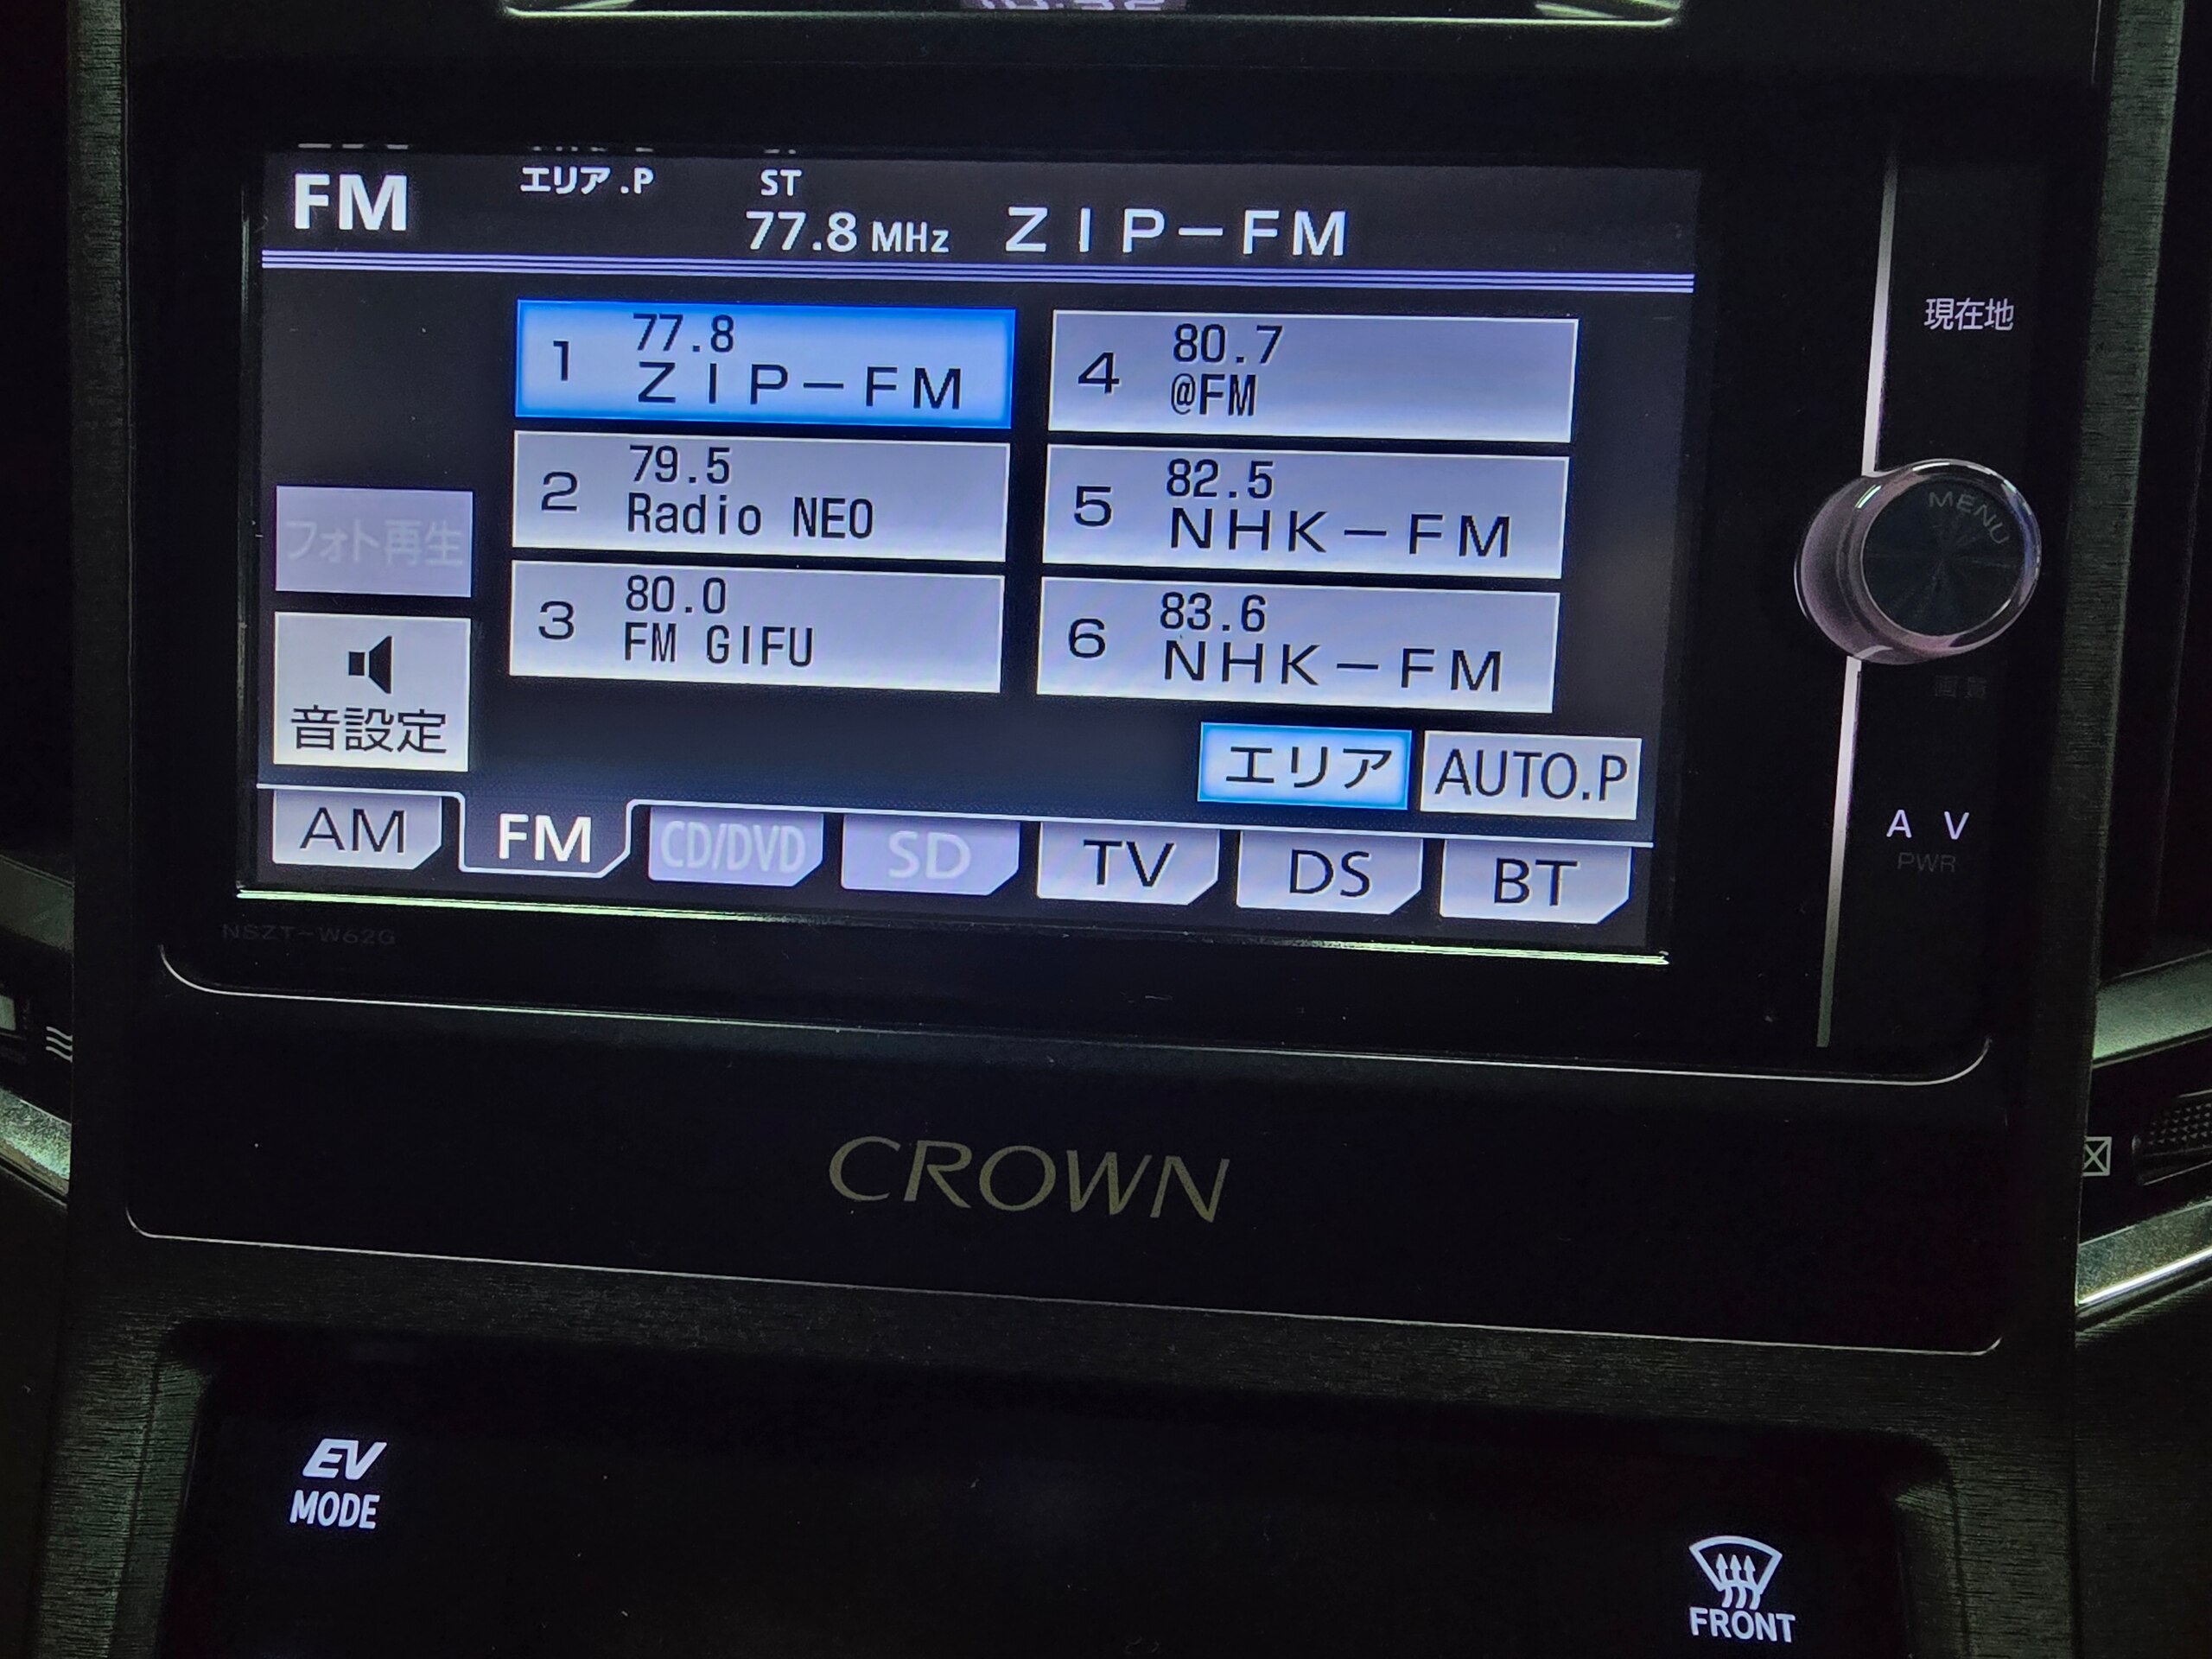 FM
エリア.P
ST
77.8 MHz ZIP-FM
現在地
1 77.8
ZIP-FM
4 80.7
@FM
2 79.5
Radio NEO
5 82.5
NHK-FM
3 80.0
FM GIFU
6 83.6
NHK-FM
フォト再生
音設定
エリア
AUTO.P
AM
FM
CD/DVD
SD
TV
DS
BT
MENU
A V
PWR
NSZT-W62G
CROWN
EV
MODE
FRONT